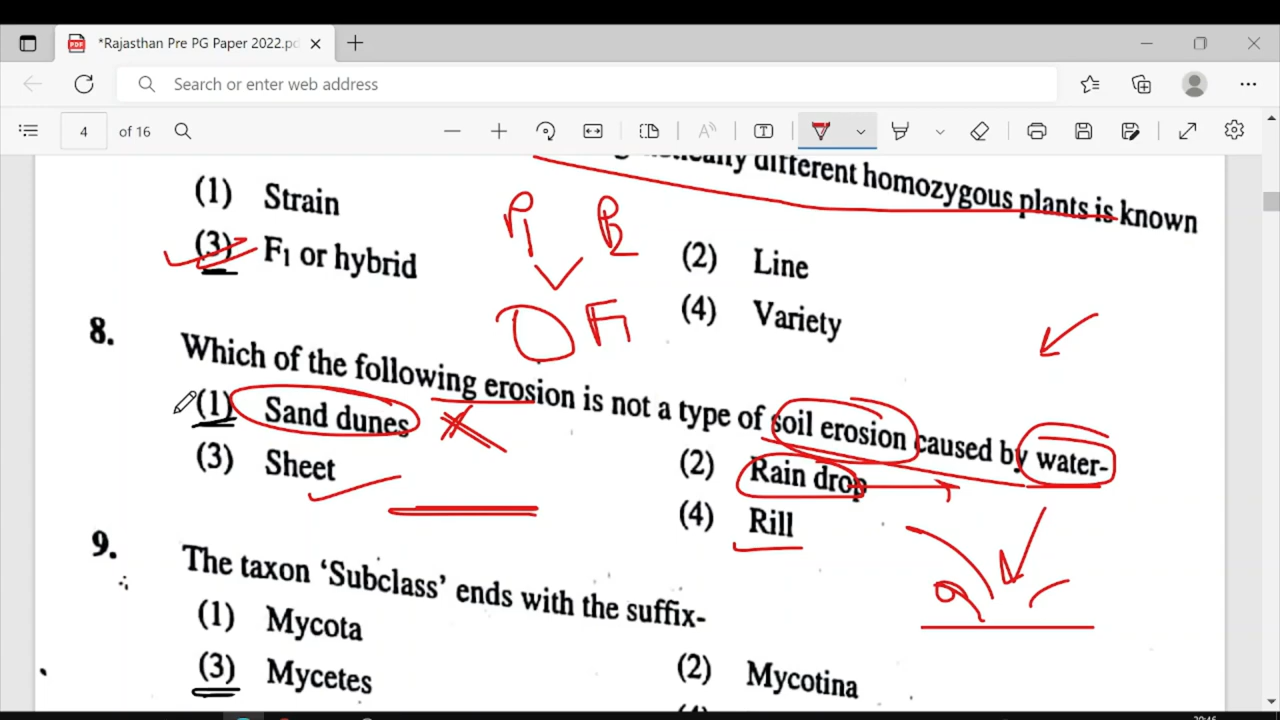 *Rajasthan Pre PG Paper 2022.pd
Search or enter web address
4 of 16
different homozygous plants is known
(1) Strain
(2) Line
(3) F1 or hybrid
(4) Variety
P1 P2
F1
8. Which of the following erosion is not a type of soil erosion caused by water-
(1) Sand dunes
(2) Rain drop
(3) Sheet
(4) Rill
9. The taxon ‘Subclass’ ends with the suffix-
(1) Mycota
(2) Mycotina
(3) Mycetes